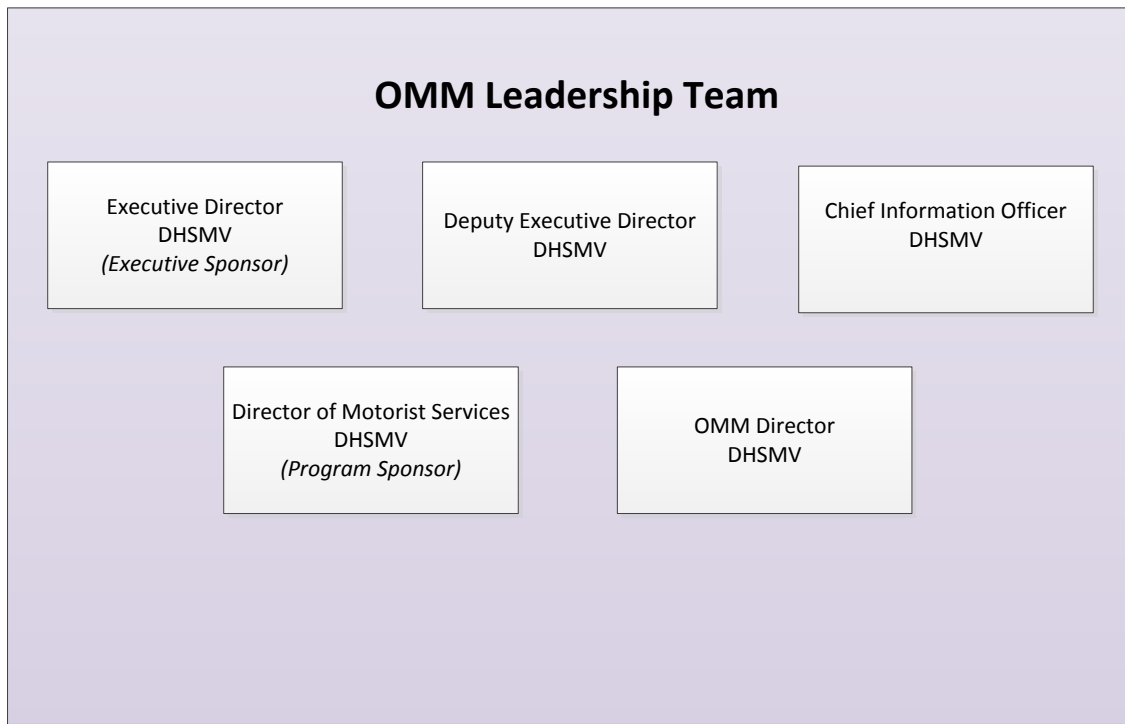 OMM Leadership Team
Executive Director
DHSMV
(Executive Sponsor)
Deputy Executive Director
DHSMV
Chief Information Officer
DHSMV
Director of Motorist Services
DHSMV
(Program Sponsor)
OMM Director
DHSMV